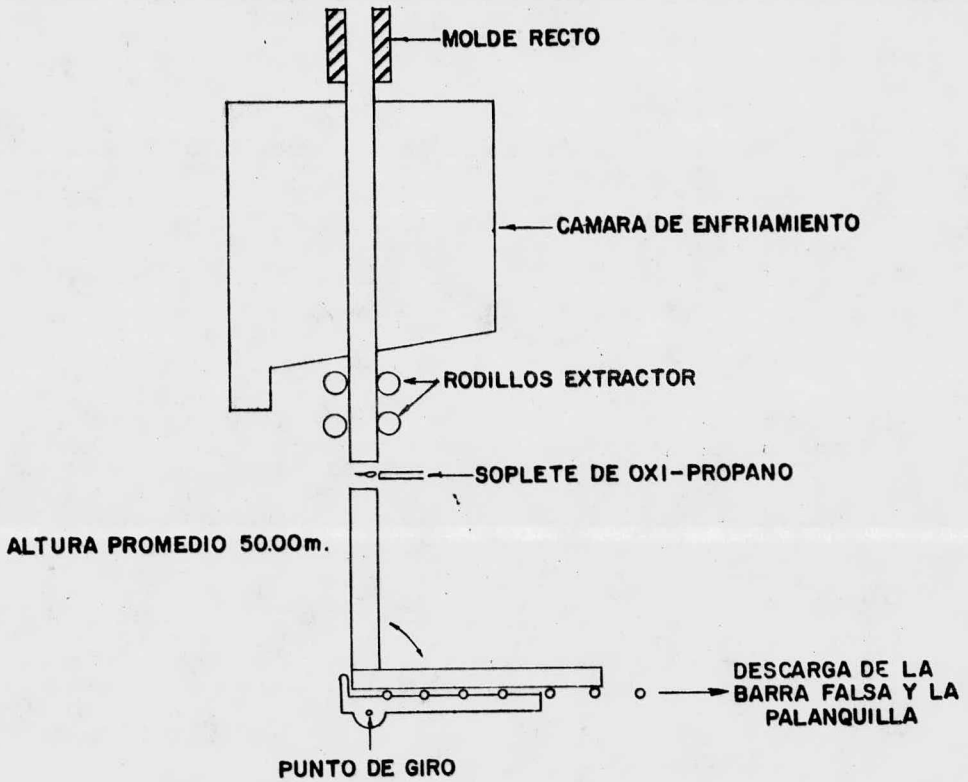 MOLDE RECTO
CAMARA DE ENFRIAMIENTO
RODILLOS EXTRACTOR
SOPLETE DE OXI-PROPANO
ALTURA PROMEDIO 50.00m.
DESCARGA DE LA
BARRA FALSA Y LA
PALANQUILLA
PUNTO DE GIRO